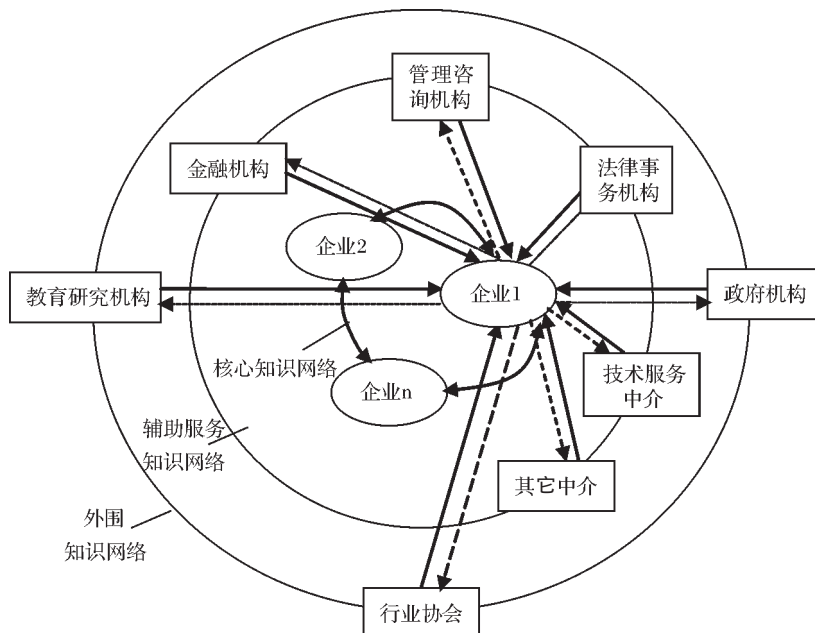 管理咨
询机构
金融机构
法律事
务机构
企业2
教育研究机构
企业1
政府机构
核心知识网络
企业n
技术服务
中介
辅助服务
知识网络
其它中介
外围
知识网络
行业协会